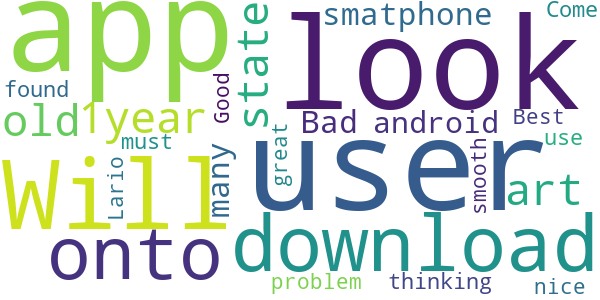 app
look
smatphone
Come
state
found
Good
old
1year
Bad android
Best
must
use
Will
user
many
Lario
great
smooth
art
onto
download
problem
thinking
nice